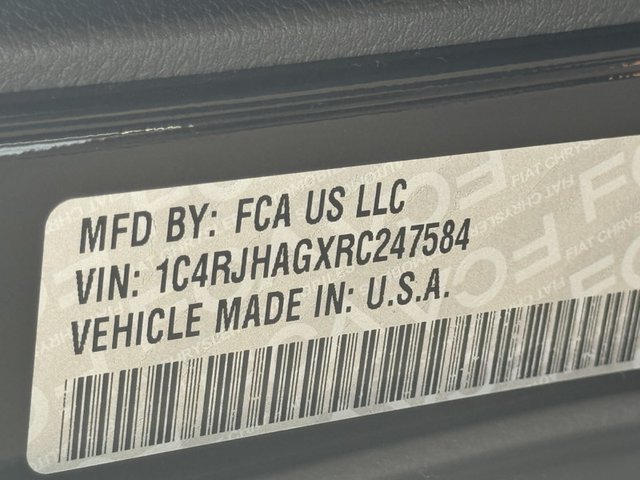 MFD BY: FCA US LLC
VIN: 1C4RJHAGXRC247584
VEHICLE MADE IN: U.S.A.